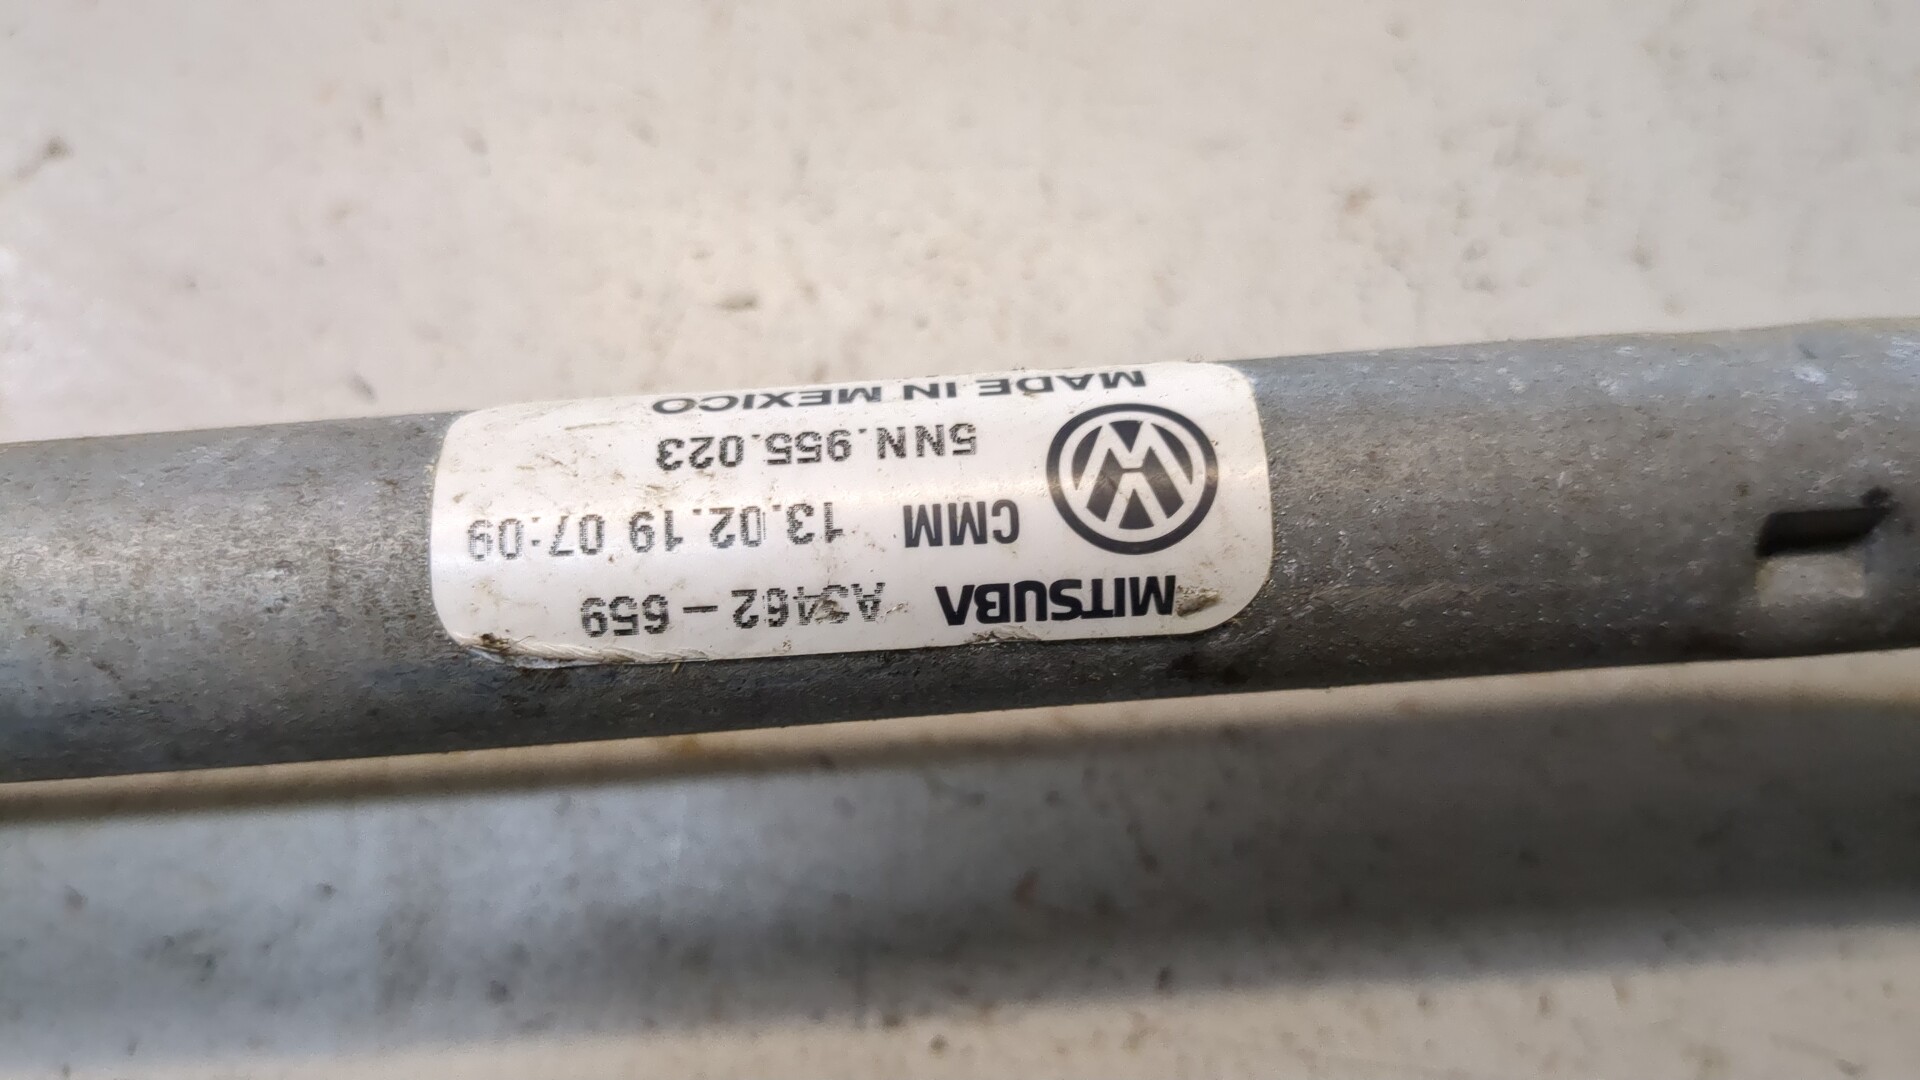 MITSUBA A3462-659
CMM 13.02.19 07:09
5NN.955.023
MADE IN MEXICO